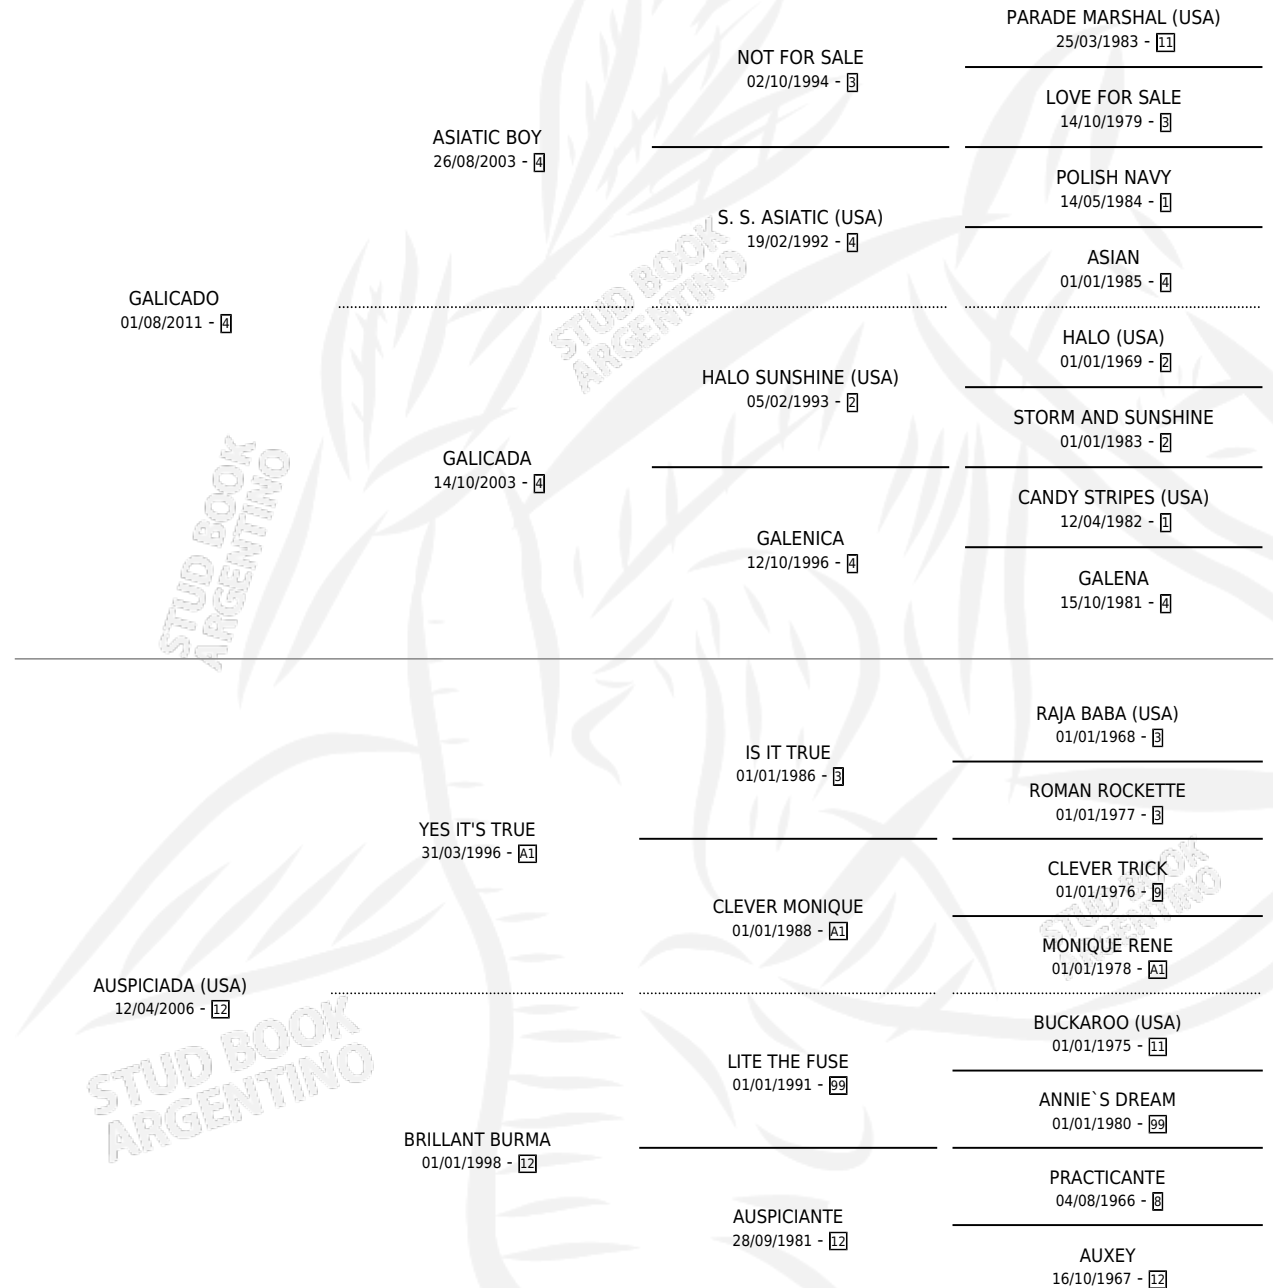 PARADE MARSHAL (USA)
25/03/1983 - 11
NOT FOR SALE
02/10/1994 - 3
LOVE FOR SALE
14/10/1979 - 3
ASIATIC BOY
26/08/2003 - 4
POLISH NAVY
14/05/1984 - 1
S. S. ASIATIC (USA)
19/02/1992 - 4
ASIAN
01/01/1985 - 4
GALICADO
01/08/2011 - 4
HALO (USA)
01/01/1969 - 2
HALO SUNSHINE (USA)
05/02/1993 - 2
STORM AND SUNSHINE
01/01/1983 - 2
GALICADA
14/10/2003 - 4
CANDY STRIPES (USA)
12/04/1982 - 1
GALENICA
12/10/1996 - 4
GALENA
15/10/1981 - 4
RAJA BABA (USA)
01/01/1968 - 3
IS IT TRUE
01/01/1986 - 3
ROMAN ROCKETTE
01/01/1977 - 3
YES IT'S TRUE
31/03/1996 - A1
CLEVER TRICK
01/01/1976 - 9
CLEVER MONIQUE
01/01/1988 - A1
MONIQUE RENE
01/01/1978 - A1
AUSPICIADA (USA)
12/04/2006 - 12
BUCKAROO (USA)
01/01/1975 - 11
LITE THE FUSE
01/01/1991 - 99
ANNIE`S DREAM
01/01/1980 - 99
BRILLANT BURMA
01/01/1998 - 12
PRACTICANTE
04/08/1966 - 8
AUSPICIANTE
28/09/1981 - 12
AUXEY
16/10/1967 - 12
STUD BOOK
ARGENTINO
STUD BOOK
ARGENTINO
STUD BOOK
ARGENTINO
STUD BOOK
ARGENTINO